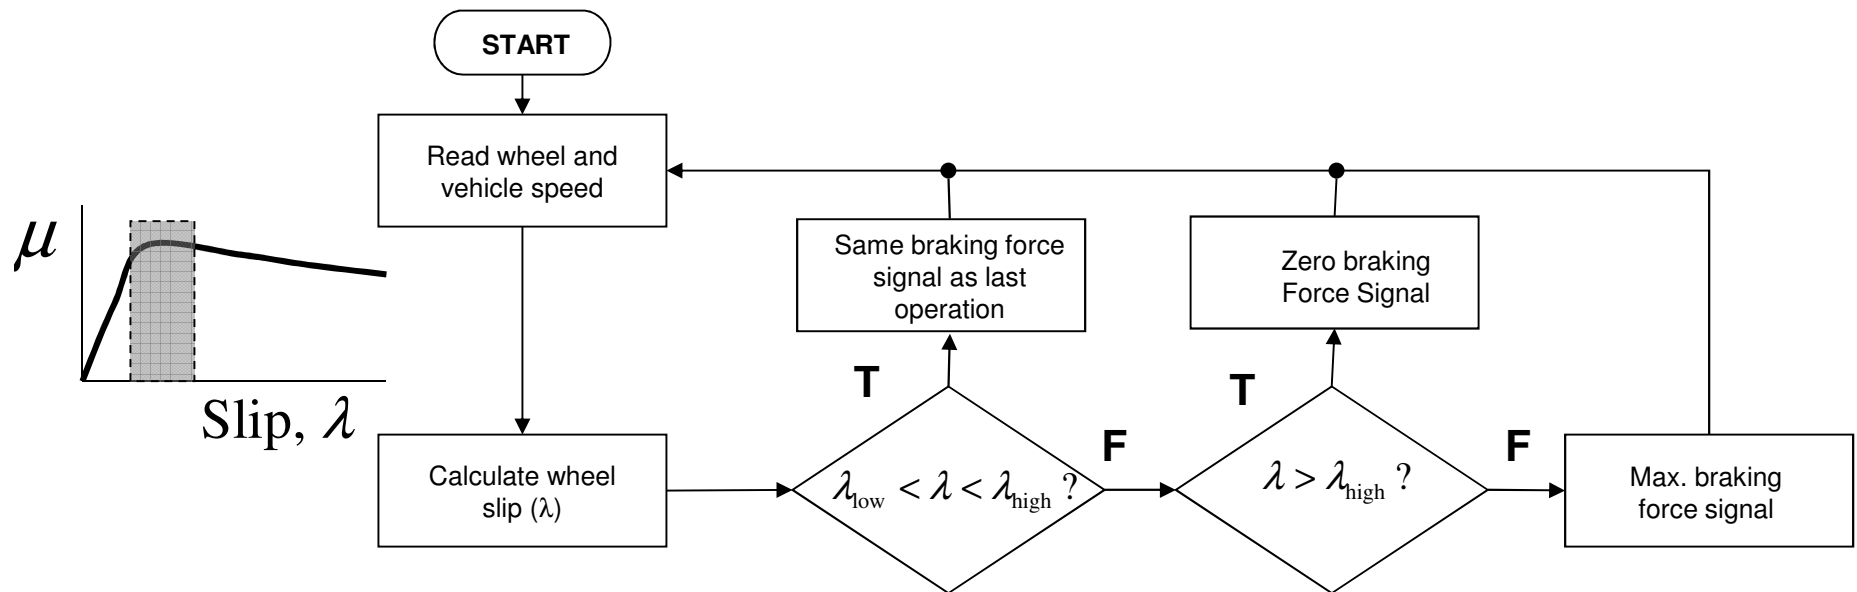 START
Read wheel and
vehicle speed
μ
Slip, λ
Calculate wheel
slip (λ)
Same braking force
signal as last
operation
T
λlow < λ < λhigh ?
F
Zero braking
Force Signal
T
λ > λhigh ?
F
Max. braking
force signal